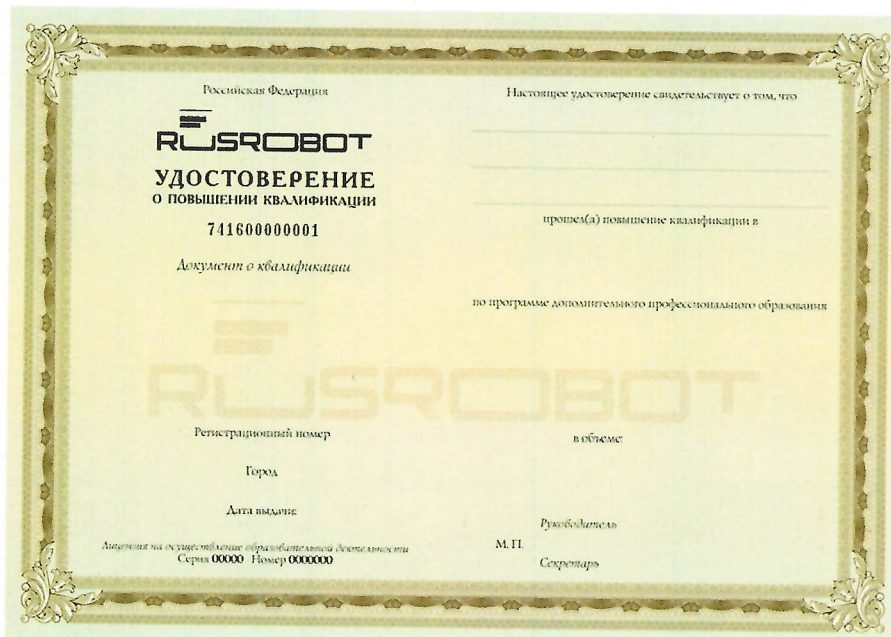 Российская Федерация
RUSROBOT
УДОСТОВЕРЕНИЕ
О ПОВЫШЕНИИ КВАЛИФИКАЦИИ
741600000001
Документ о квалификации
RUSROBOT
Регистрационный номер
Город
Дата выдачи:
Лицензия на осуществление образовательной деятельности
Серия 00000 Номер 0000000
Настоящее удостоверение свидетельствует о том, что
прошел(а) повышение квалификации в
по программе дополнительного профессионального образования
в объеме:
Руководитель
М. П.
Секретарь